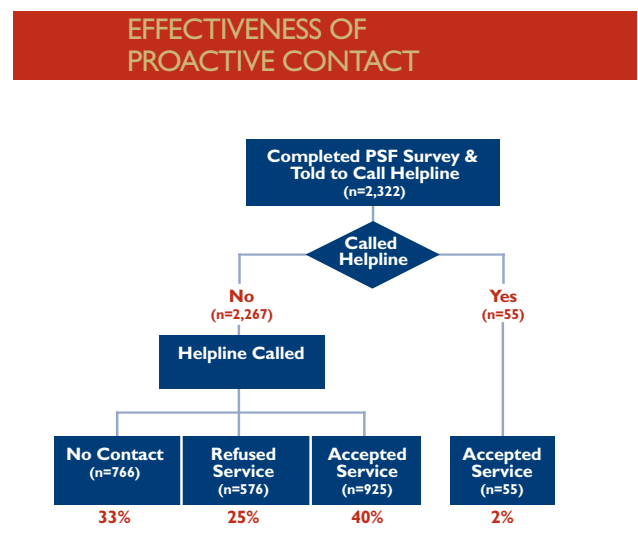 EFFECTIVENESS OF
PROACTIVE CONTACT
Completed PSF Survey &
Told to Call Helpline
(n=2,322)
Called
Helpline
No
(n=2,267)
Yes
(n=55)
Helpline Called
No Contact
(n=766)
Refused
Service
(n=576)
Accepted
Service
(n=925)
Accepted
Service
(n=55)
33%
25%
40%
2%